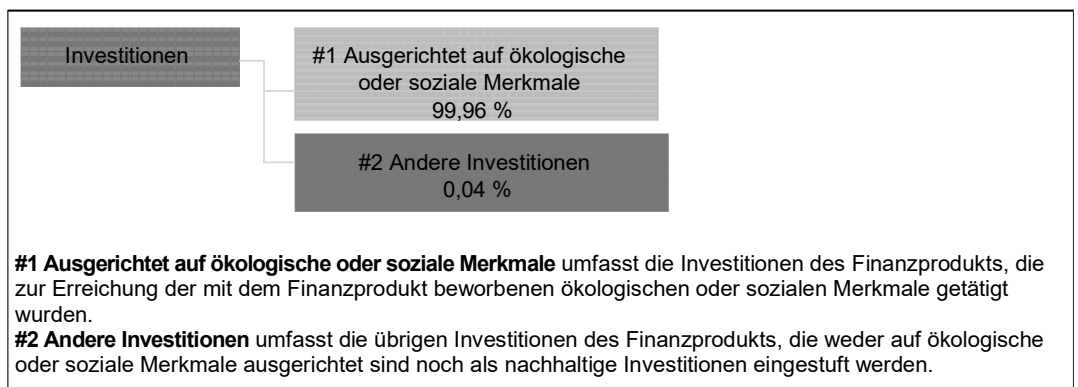 Investitionen
#1 Ausgerichtet auf ökologische
oder soziale Merkmale
99,96 %
#2 Andere Investitionen
0,04 %
#1 Ausgerichtet auf ökologische oder soziale Merkmale umfasst die Investitionen des Finanzprodukts, die
zur Erreichung der mit dem Finanzprodukt beworbenen ökologischen oder sozialen Merkmale getätigt
wurden.
#2 Andere Investitionen umfasst die übrigen Investitionen des Finanzprodukts, die weder auf ökologische
oder soziale Merkmale ausgerichtet sind noch als nachhaltige Investitionen eingestuft werden.